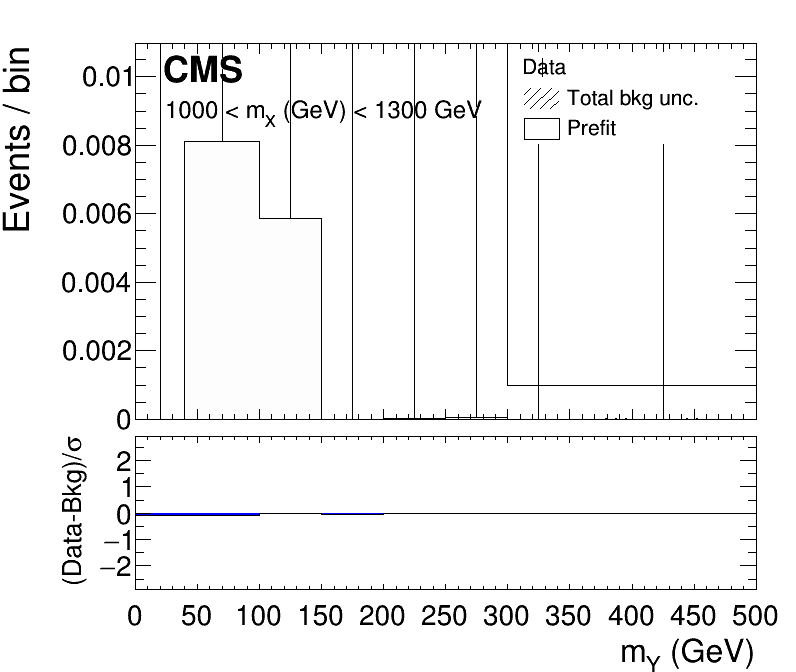 CMS
1000 < mX (GeV) < 1300 GeV
Data
Total bkg unc.
Prefit
Events / bin
0.01
0.008
0.006
0.004
0.002
0
(Data-Bkg)/σ
2
1
0
−1
−2
0 50 100 150 200 250 300 350 400 450 500
mY (GeV)